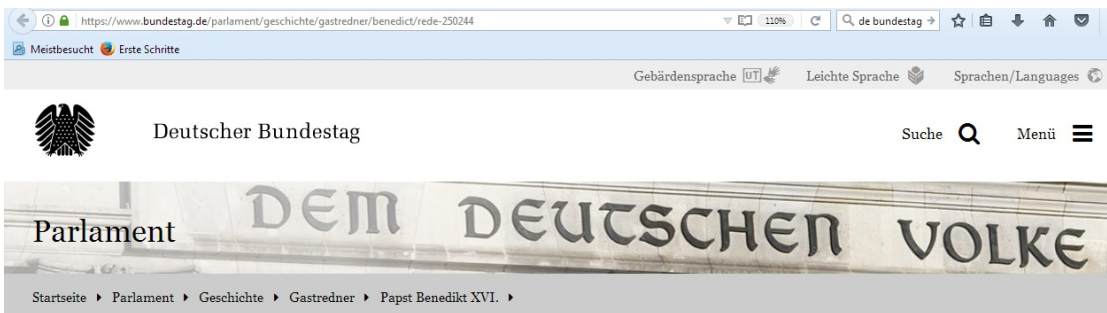 https://www.bundestag.de/parlament/geschichte/gastredner/benedict/rede-250244 110% de bundestag
Meistbesucht Erste Schritte
Gebärdensprache UT Leichte Sprache Sprachen/Languages
Deutscher Bundestag Suche Menü
DEM DEUTSCHEN VOLKE
Parlament
Startseite Parlament Geschichte Gastredner Papst Benedikt XVI.